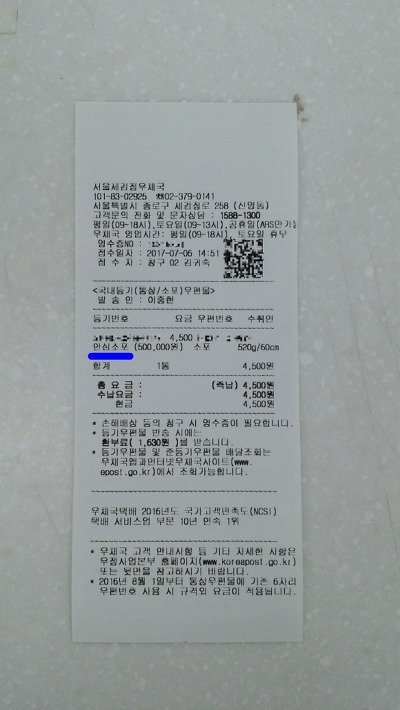 서울세검정우체국
101-83-02925 ☎02-379-0141
서울특별시 종로구 세검정로 258 (신영동)
고객문의 전화 및 문자상담 : 1588-1300
평일(09~18시),토요일(09~13시),공휴일(ARS만가능
우체국 영업시간: 평일(09~18시), 토요일 휴무
영수증NO :
접수일자 : 2017-07-06 14:51
접 수 자 : 창구 02 김귀숙
<국내등기(통상/소포)우편물>
발 송 인 : 이중현
등기번호 요금 우편번호 수취인
4,500
안심소포 (500,000원) 소포 520g/60cm
합계 1통 4,500원
총 요 금 : (즉납) 4,500원
수납요금 : 4,500원
현금 4,500원
* 손해배상 등의 청구 시 영수증이 필요합니다.
* 등기우편물 반송 시에는
환부료( 1,630원 )를 받습니다.
* 등기우편물 및 준등기우편물 배달조회는
우체국앱과인터넷우체국사이트(www.
epost.go.kr)에서 조회가능합니다.
우체국택배 2016년도 국가고객만족도(NCSI)
택배 서비스업 부문 10년 연속 1위
* 우체국 고객 안내사항 등 기타 자세한 사항은
우정사업본부 홈페이지(www.koreapost.go.kr)
또는 뒷면을 참고하시기 바랍니다.
* 2016년 8월 1일부터 통상우편물에 기존 6자리
우편번호 사용 시 규격외 요금이 적용됩니다.